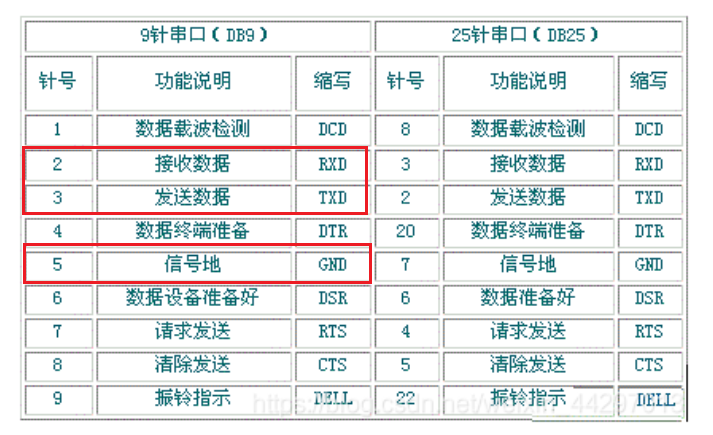 9针串口(DB9) 25针串口(DB25)
针号 功能说明 缩写 针号 功能说明 缩写
1 数据载波检测 DCD 8 数据载波检测 DCD
2 接收数据 RXD 3 接收数据 RXD
3 发送数据 TXD 2 发送数据 TXD
4 数据终端准备 DTR 20 数据终端准备 DTR
5 信号地 GND 7 信号地 GND
6 数据设备准备好 DSR 6 数据准备好 DSR
7 请求发送 RTS 4 请求发送 RTS
8 清除发送 CTS 5 清除发送 CTS
9 振铃指示 DELL 22 振铃指示 DELL